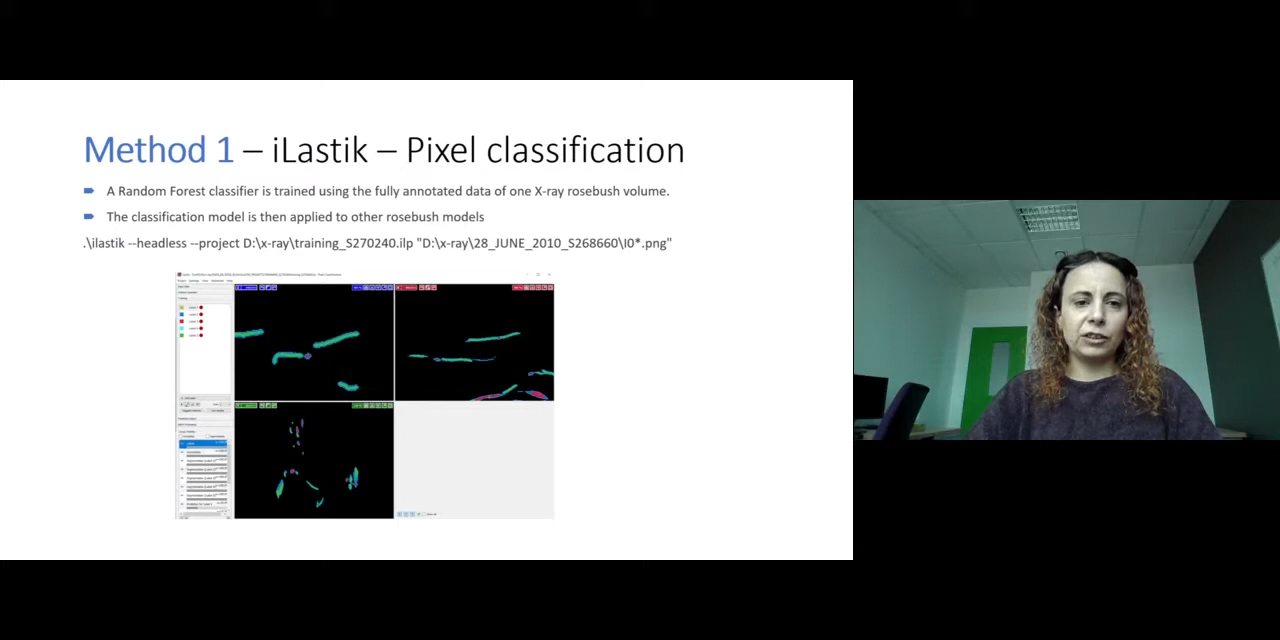 Method 1 – iLastik – Pixel classification
A Random Forest classifier is trained using the fully annotated data of one X-ray rosebush volume.
The classification model is then applied to other rosebush models
.\ilastik --headless --project D:\x-ray\training_S270240.ilp "D:\x-ray\28_JUNE_2010_S268660\I0*.png"